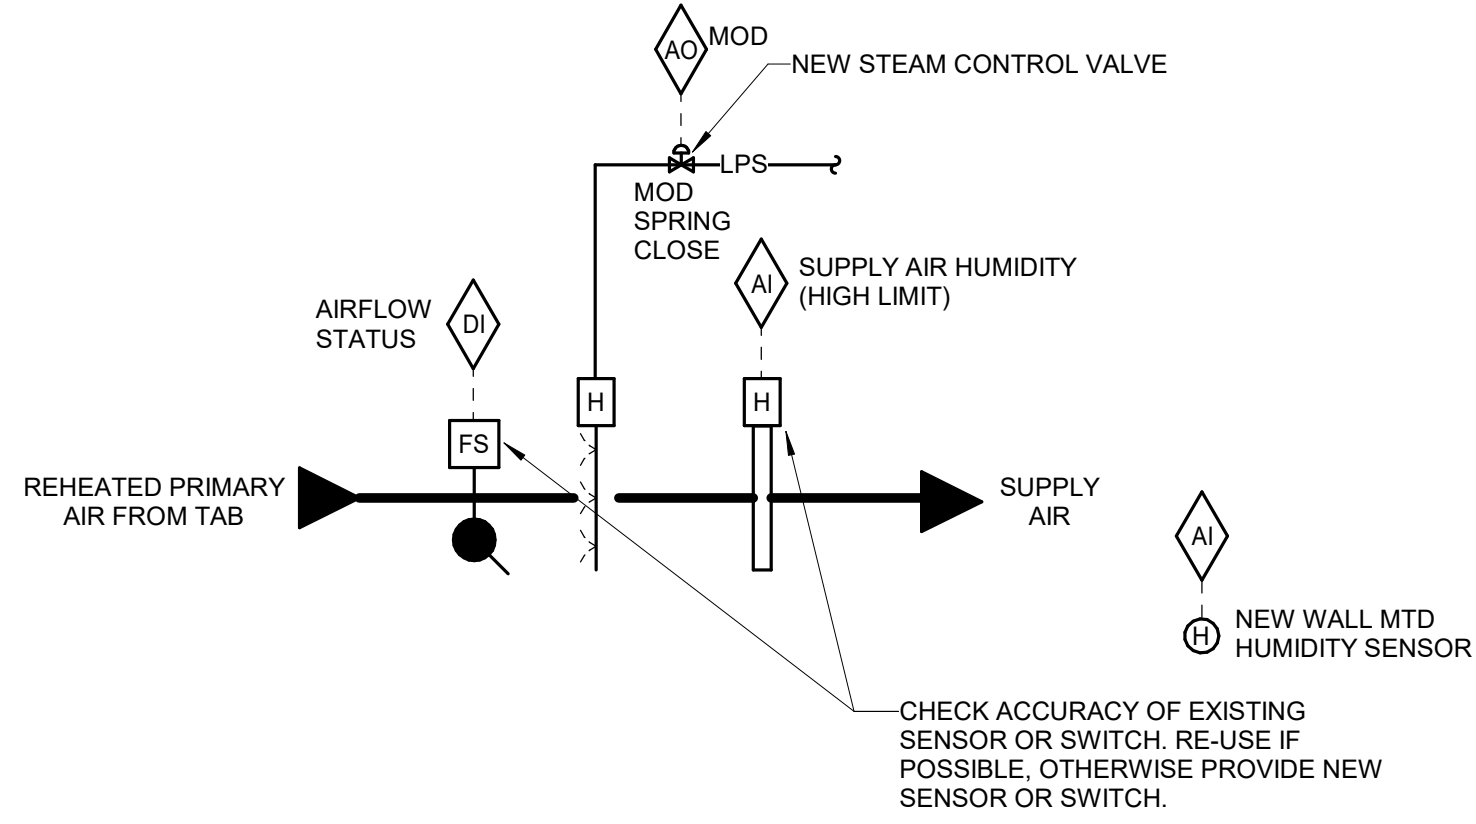 AO
MOD
NEW STEAM CONTROL VALVE
LPS
MOD
SPRING
CLOSE
AI
SUPPLY AIR HUMIDITY
(HIGH LIMIT)
AIRFLOW
STATUS
DI
H
H
FS
REHEATED PRIMARY
AIR FROM TAB
SUPPLY
AIR
AI
H
NEW WALL MTD
HUMIDITY SENSOR
CHECK ACCURACY OF EXISTING
SENSOR OR SWITCH. RE-USE IF
POSSIBLE, OTHERWISE PROVIDE NEW
SENSOR OR SWITCH.